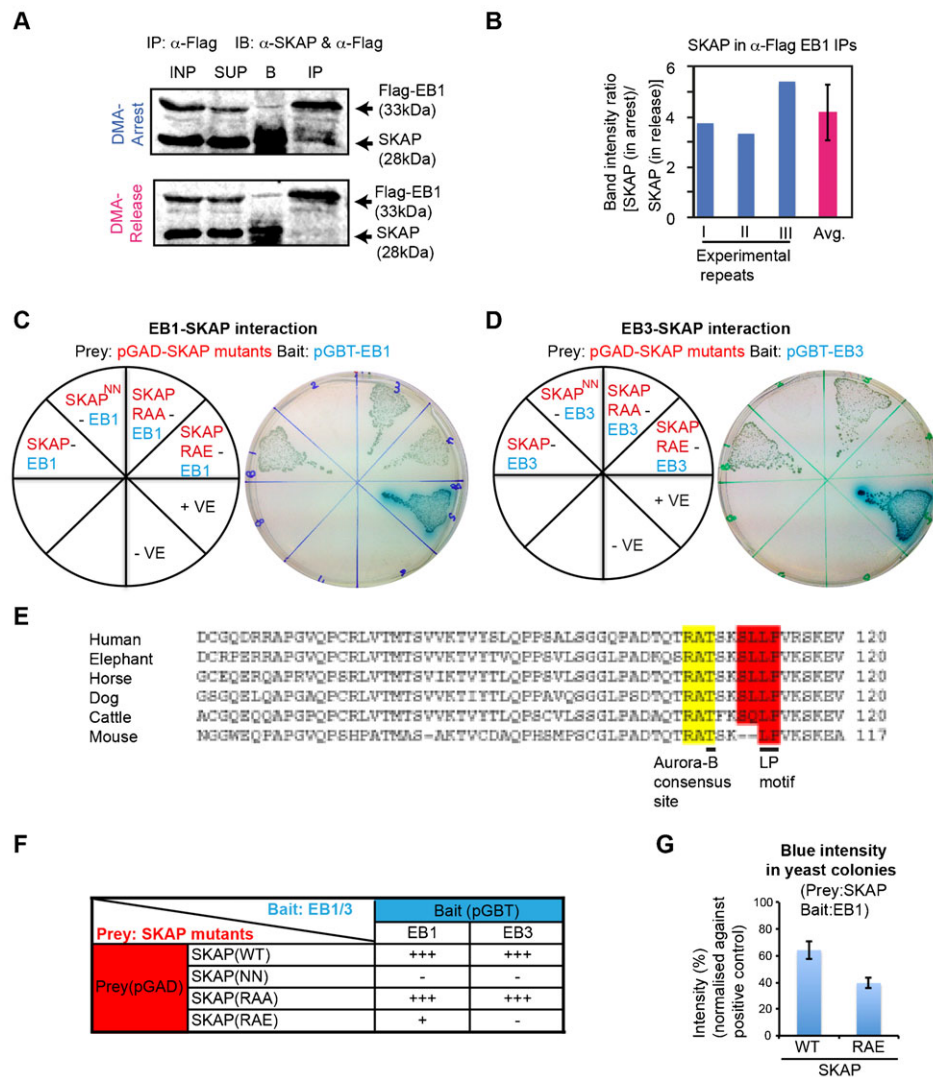 A
IP: α-Flag IB: α-SKAP & α-Flag
INP SUP B IP
DMA-
Arrest
Flag-EB1
(33kDa)
SKAP
(28kDa)
DMA-
Release
Flag-EB1
(33kDa)
SKAP
(28kDa)
B
SKAP in α-Flag EB1 IPs
Band intensity ratio
[SKAP (in arrest)/
SKAP (in release)]
6
4
2
0
I II III Avg.
Experimental
repeats
C
EB1-SKAP interaction
Prey: pGAD-SKAP mutants Bait: pGBT-EB1
SKAP-
EB1
SKAPNN
- EB1
SKAP
RAA -
EB1
SKAP
RAE -
EB1
+ VE
- VE
D
EB3-SKAP interaction
Prey: pGAD-SKAP mutants Bait: pGBT-EB3
SKAP-
EB3
SKAPNN
- EB3
SKAP
RAA -
EB3
SKAP
RAE -
EB3
+ VE
- VE
E
Human DCGQDRRAPGVQPCRLVTMTSVVKTVYSLQPPSALSGGQPADTQTRATSKSLLPVRSKEV 120
Elephant DCRPERRAPGVQPCRLVTMTSVVKTVYTVQPPSVLSGGLPADKQSRATSKSLLPVKSKEV 120
Horse GCEQERQAPRVQPSRLVTMTSVIKTVYTLQPPSVLSGGLPADTQTRATSKSLLPVKSKEV 120
Dog GSGQELQAPGAQPCRLVTMTSVVKTIYTLQPPAVQSGGLPSDTQTRATSKSLLPVKSKEV 120
Cattle ACGQEQQAPGPQPCRLVTMTSVVKTVYTLQPPSCVLSSGLPADAQTRATFKSQLPVKSKEV 120
Mouse NGGWEQPAPGVQPSHPATMAS-AKTVCDAQPHSMPSCGLPADTQTRATSK--LPVKSKEA 117
Aurora-B
consensus
site
LP
motif
F
Bait: EB1/3
Prey: SKAP mutants
Bait (pGBT)
EB1 EB3
Prey(pGAD)
SKAP(WT) +++ +++
SKAP(NN) - -
SKAP(RAA) +++ +++
SKAP(RAE) + -
G
Blue intensity
in yeast colonies
(Prey:SKAP
Bait:EB1)
Intensity (%)
(normalised against
positive control)
100
80
60
40
20
0
WT RAE
SKAP